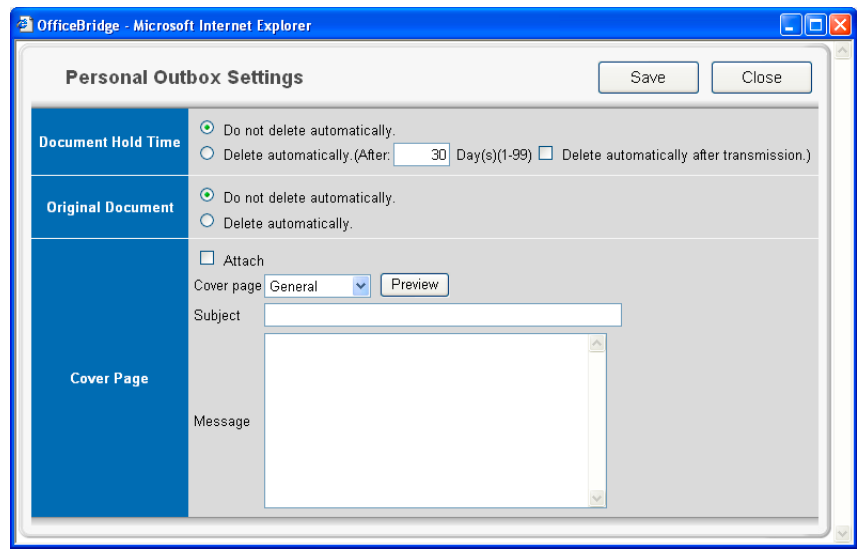 OfficeBridge - Microsoft Internet Explorer
Personal Outbox Settings
Save
Close
Document Hold Time
Do not delete automatically.
Delete automatically.(After: 30 Day(s)(1-99) Delete automatically after transmission.)
Original Document
Do not delete automatically.
Delete automatically.
Cover Page
Attach
Cover page General Preview
Subject
Message